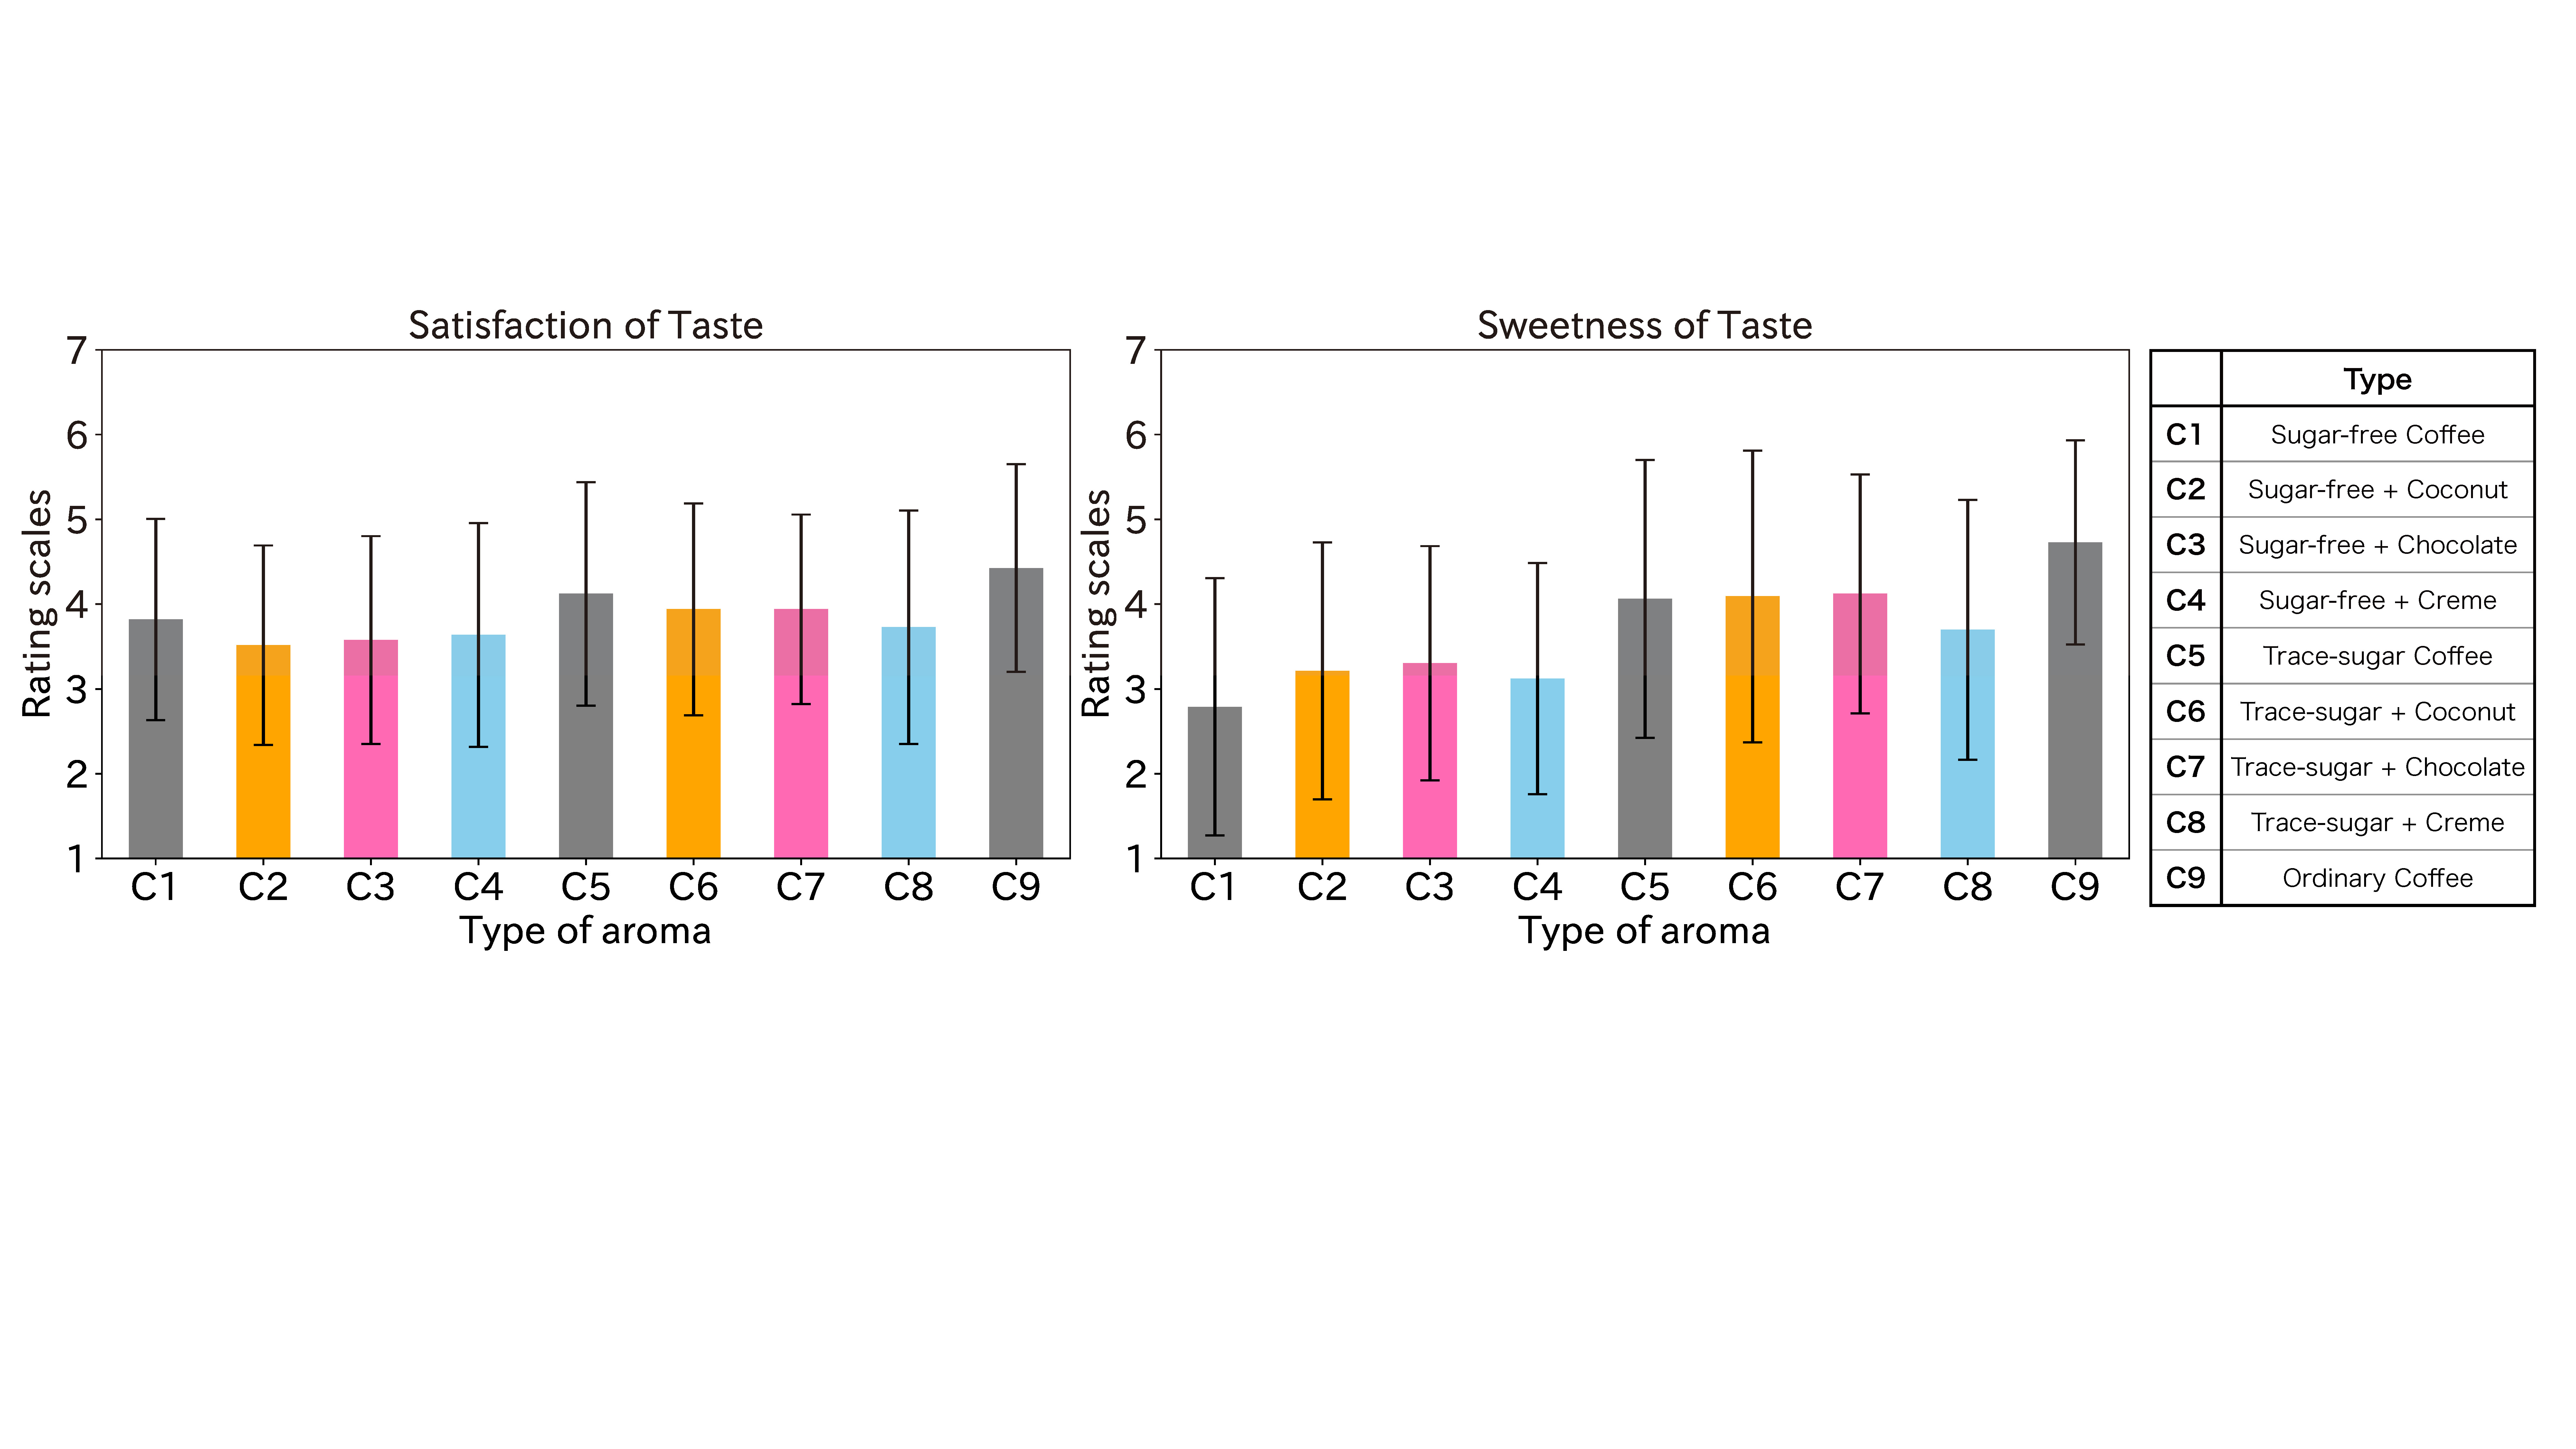 Satisfaction of Taste
7
6
5
4
3
2
1
Rating scales
C1 C2 C3 C4 C5 C6 C7 C8 C9
Type of aroma
Sweetness of Taste
7
6
5
4
3
2
1
Rating scales
C1 C2 C3 C4 C5 C6 C7 C8 C9
Type of aroma
Type
C1 Sugar-free Coffee
C2 Sugar-free + Coconut
C3 Sugar-free + Chocolate
C4 Sugar-free + Creme
C5 Trace-sugar Coffee
C6 Trace-sugar + Coconut
C7 Trace-sugar + Chocolate
C8 Trace-sugar + Creme
C9 Ordinary Coffee